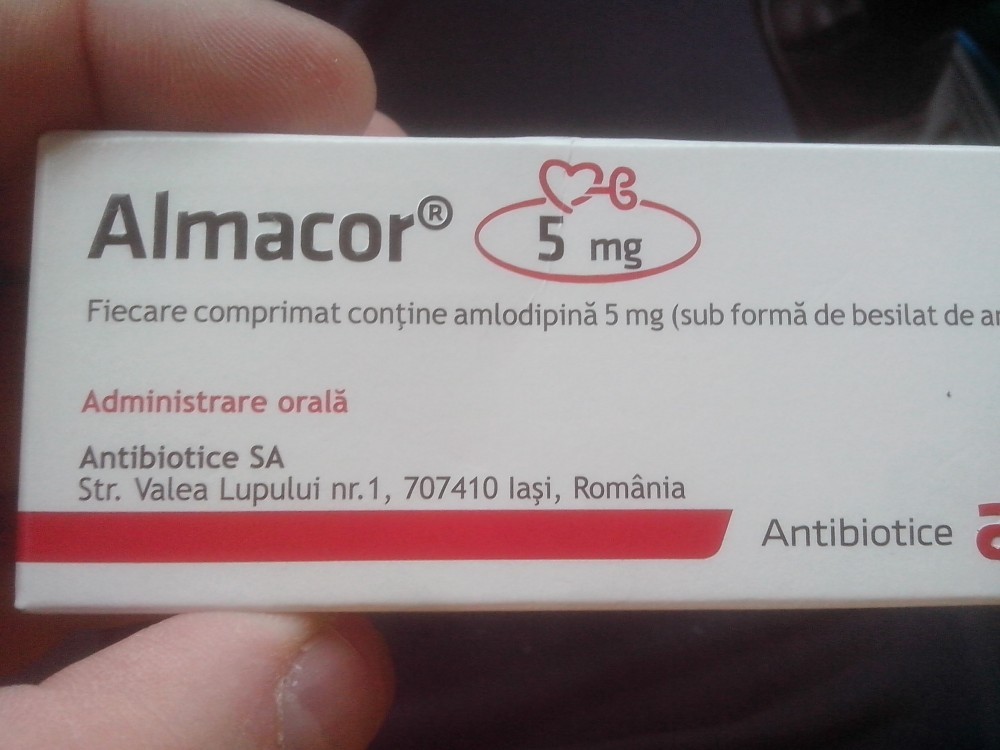 Almacor® 5 mg
Fiecare comprimat conţine amlodipină 5 mg (sub formă de besilat de
Administrare orală
Antibiotice SA
Str. Valea Lupului nr.1, 707410 Iaşi, România
Antibiotice